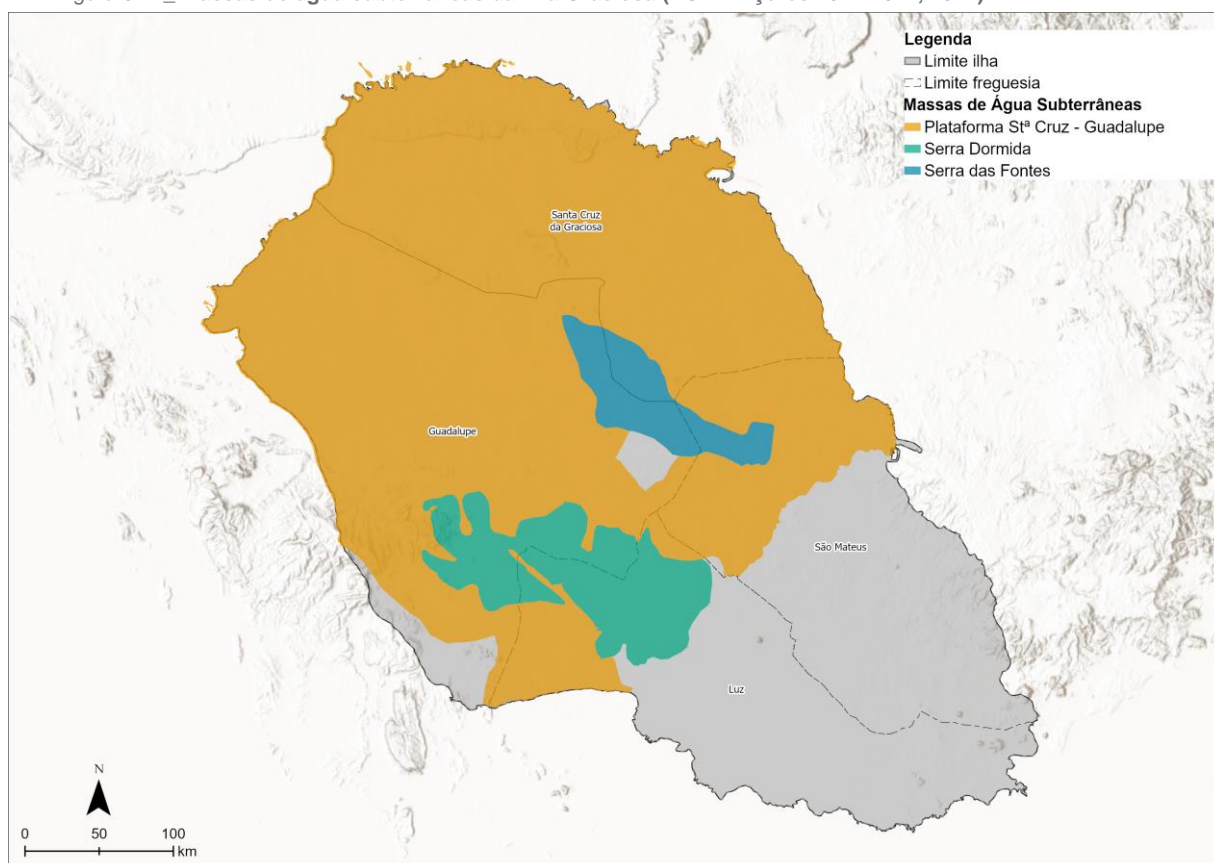 Legenda
Limite ilha
Limite freguesia
Massas de Água Subterrâneas
Plataforma Stª Cruz - Guadalupe
Serra Dormida
Serra das Fontes
Santa Cruz
da Graciosa
Guadalupe
São Mateus
Luz
N
0 50 100
km